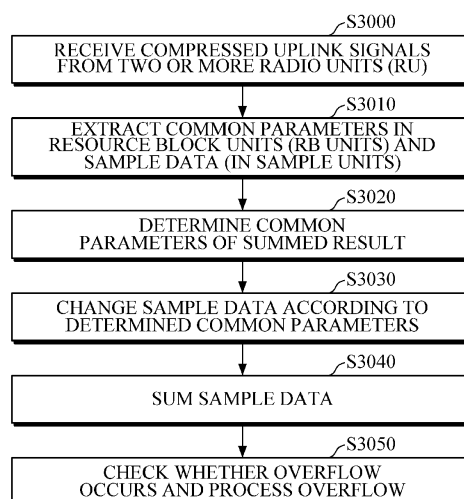 S3000
RECEIVE COMPRESSED UPLINK SIGNALS
FROM TWO OR MORE RADIO UNITS (RU)
S3010
EXTRACT COMMON PARAMETERS IN
RESOURCE BLOCK UNITS (RB UNITS) AND
SAMPLE DATA (IN SAMPLE UNITS)
S3020
DETERMINE COMMON
PARAMETERS OF SUMMED RESULT
S3030
CHANGE SAMPLE DATA ACCORDING TO
DETERMINED COMMON PARAMETERS
S3040
SUM SAMPLE DATA
S3050
CHECK WHETHER OVERFLOW
OCCURS AND PROCESS OVERFLOW